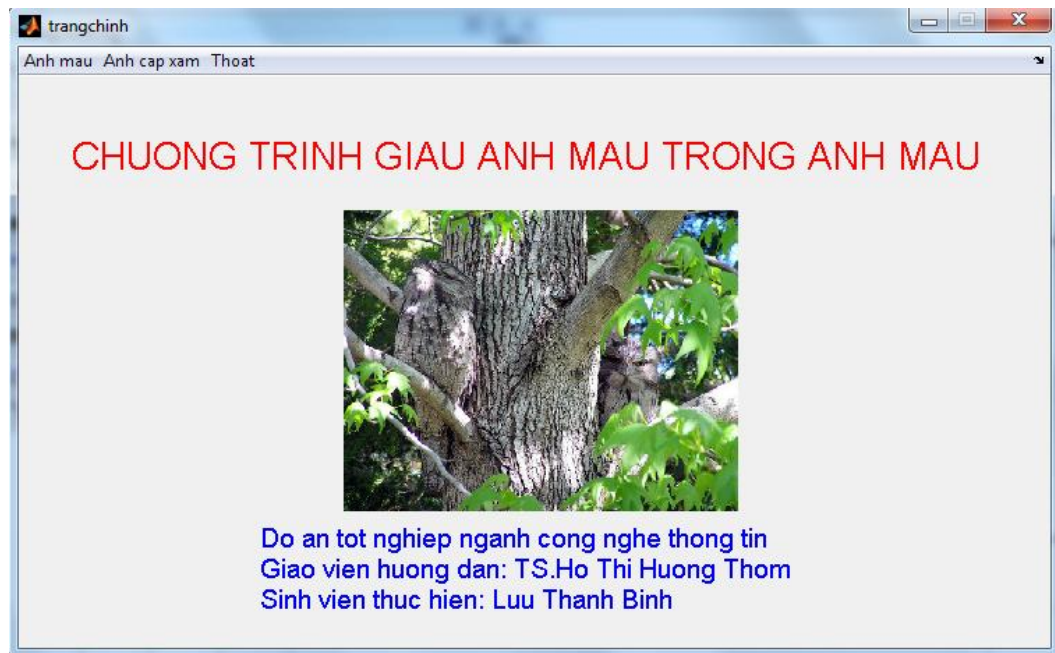 trangchinh
Anh mau Anh cap xam Thoat
CHUONG TRINH GIAU ANH MAU TRONG ANH MAU
Do an tot nghiep nganh cong nghe thong tin
Giao vien huong dan: TS.Ho Thi Huong Thom
Sinh vien thuc hien: Luu Thanh Binh